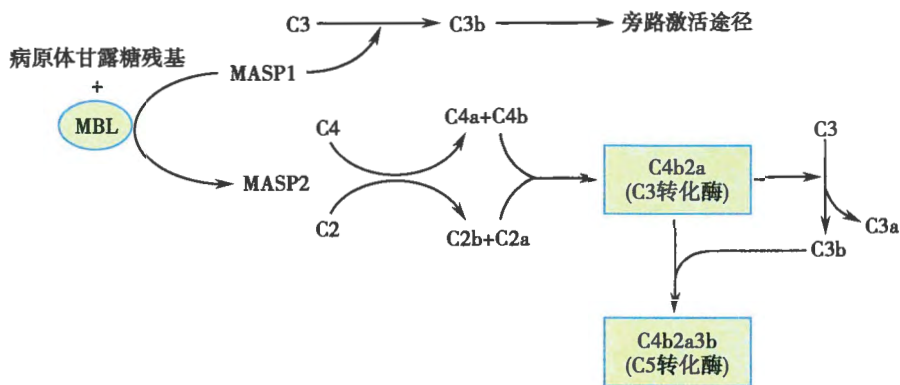 C3
C3b
旁路激活途径
病原体甘露糖残基
+
MBL
MASP1
MASP2
C4
C2
C4a+C4b
C2b+C2a
C4b2a
(C3转化酶)
C3
C3a
C3b
C4b2a3b
(C5转化酶)